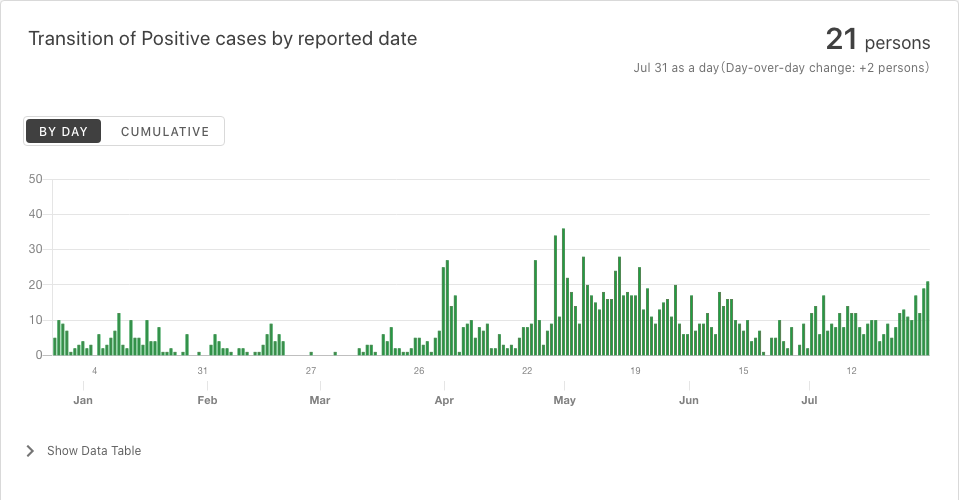 Transition of Positive cases by reported date
21 persons
Jul 31 as a day(Day-over-day change: +2 persons)
BY DAY CUMULATIVE
50
40
30
20
10
0
4 31 27 26 22 19 15 12
Jan Feb Mar Apr May Jun Jul
Show Data Table